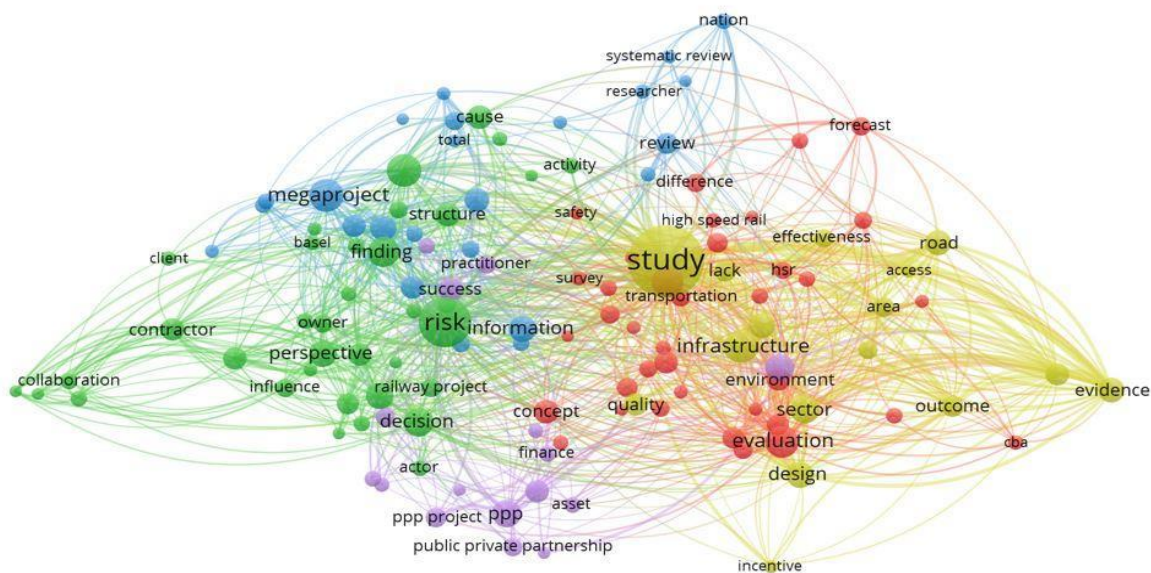 nation
systematic review
researcher
cause
total
forecast
review
activity
difference
megaproject
structure
safety
high speed rail
basel
effectiveness
road
client
finding
practitioner
study
lack
hsr
access
survey
success
transportation
area
owner
risk
information
contractor
infrastructure
perspective
collaboration
influence
railway project
environment
evidence
quality
concept
sector
outcome
decision
evaluation
cba
finance
actor
design
asset
ppp project
ppp
public private partnership
incentive